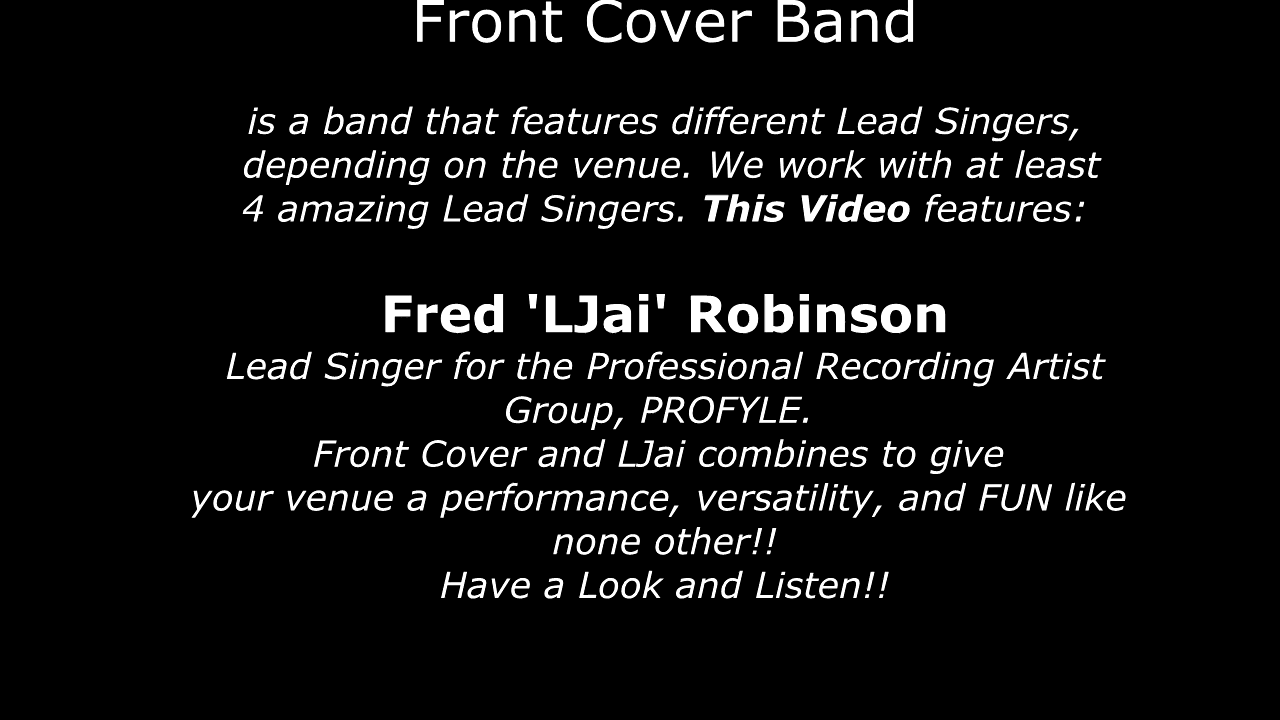 Front Cover Band
is a band that features different Lead Singers,
depending on the venue. We work with at least
4 amazing Lead Singers. This Video features:
Fred 'LJai' Robinson
Lead Singer for the Professional Recording Artist
Group, PROFYLE.
Front Cover and LJai combines to give
your venue a performance, versatility, and FUN like
none other!!
Have a Look and Listen!!